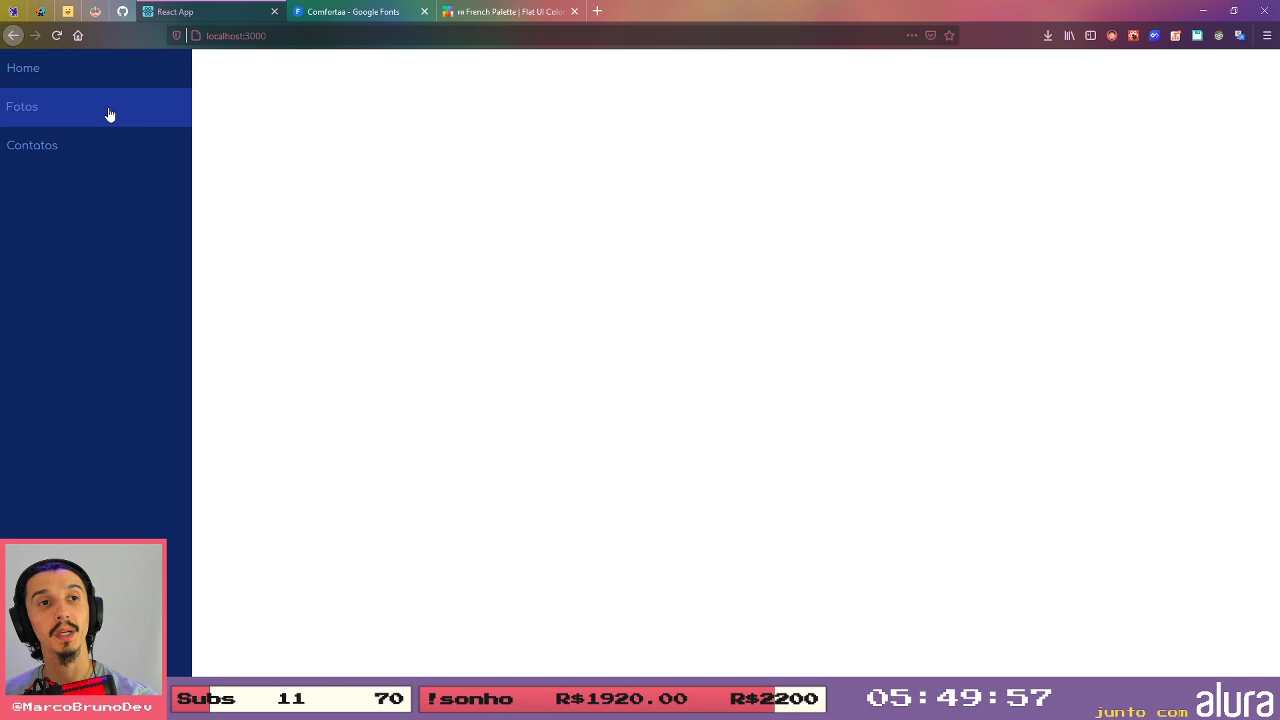 React App
Comfortaa - Google Fonts
FR French Palette | Flat UI Color
localhost:3000
Home
Fotos
Contatos
@MarcoBrunoDev
Subs 11 70
!sonho R$1920.00 R$2200
05:49:57
junto com alura